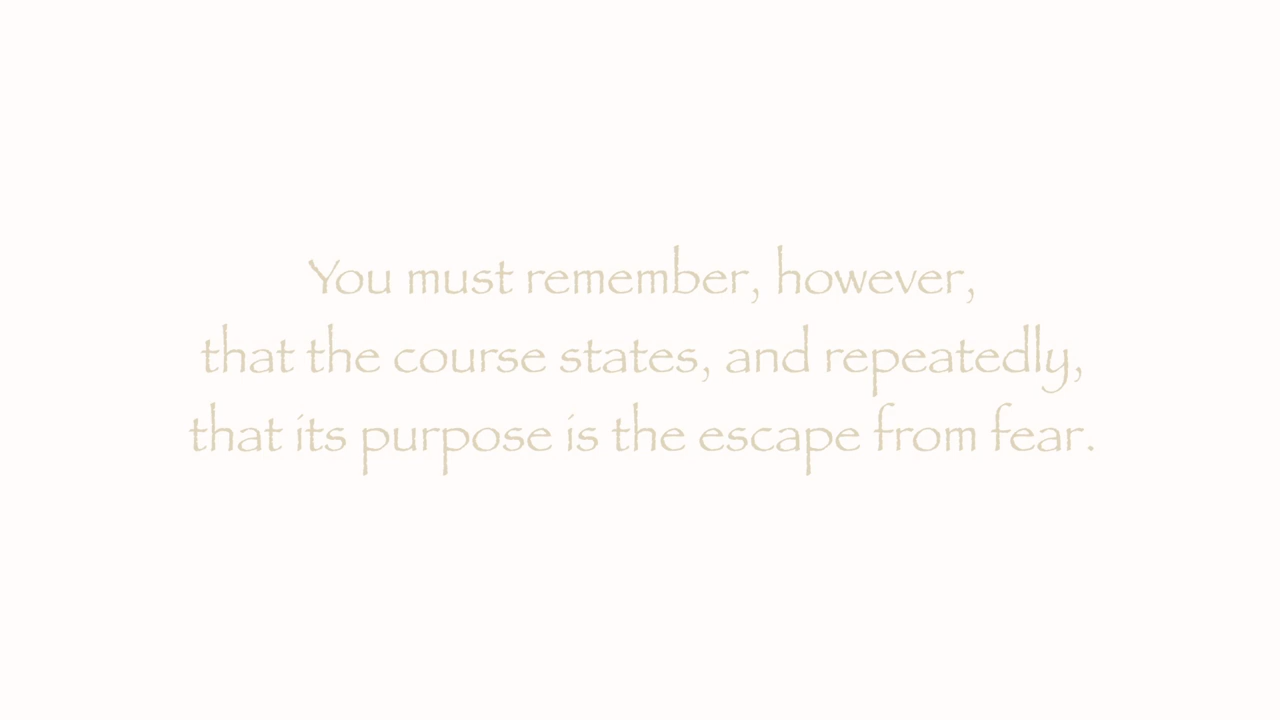 You must remember, however,
that the course states, and repeatedly,
that its purpose is the escape from fear.